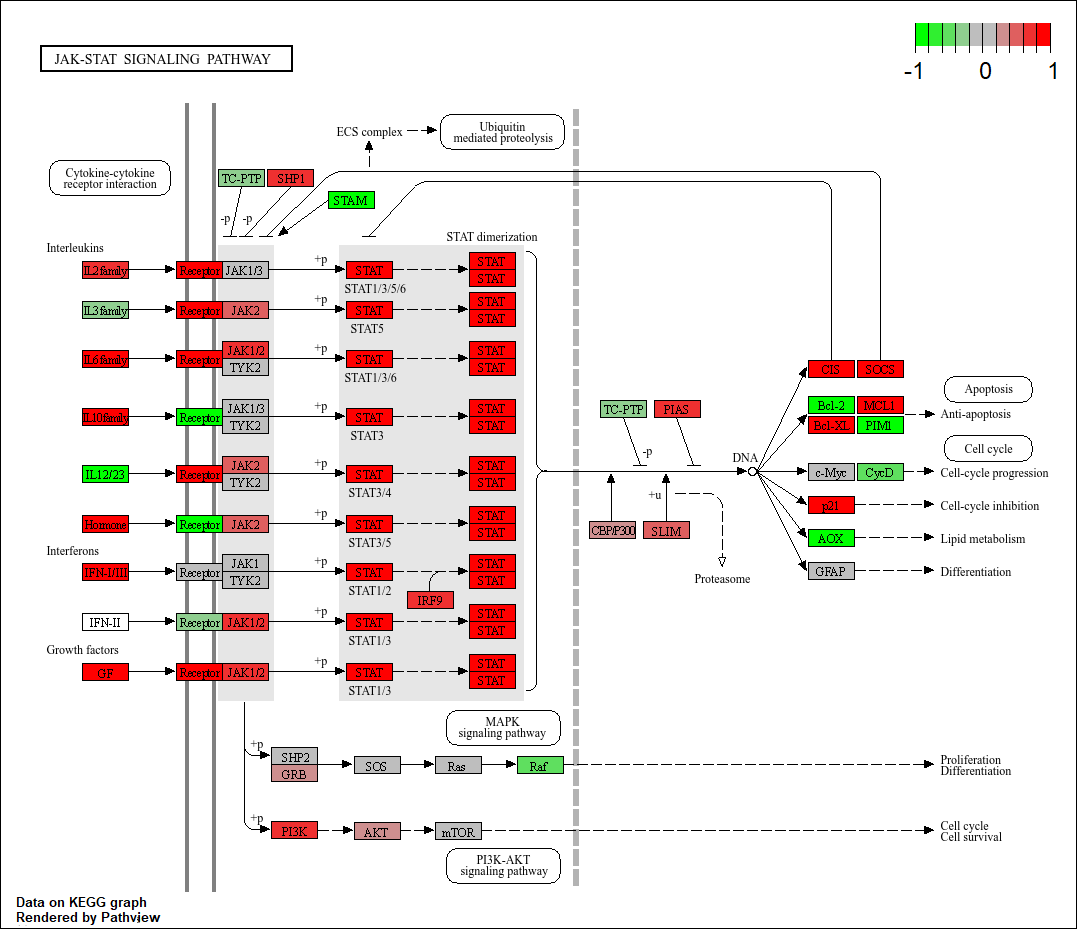 JAK-STAT SIGNALING PATHWAY
-1 0 1
ECS complex
Ubiquitin
mediated proteolysis
Cytokine-cytokine
receptor interaction
TC-PTP SHP1
STAM
-p -p
STAT dimerization
Interleukins
IL2 family Receptor JAK1/3 +p STAT STAT
STAT
STAT1/3/5/6
IL3 family Receptor JAK2 +p STAT STAT
STAT
STAT5
IL6 family Receptor JAK1/2 +p STAT STAT
TYK2 STAT
STAT1/3/6
CIS SOCS
IL10 family Receptor JAK1/3 +p STAT STAT
TYK2 STAT
STAT3
TC-PTP PIAS
-p
Bcl-2 MCL1
Bcl-XL PIM1
Apoptosis
Anti-apoptosis
Cell cycle
IL12/23 Receptor JAK2 +p STAT STAT
TYK2 STAT
STAT3/4
DNA
c-Myc CycD Cell-cycle progression
+u
p21 Cell-cycle inhibition
Hormone Receptor JAK2 +p STAT STAT
STAT
STAT3/5
CBP/P300 SLIM
AOX Lipid metabolism
Interferons
IFN-I/III Receptor JAK1 +p STAT STAT
TYK2 STAT
STAT1/2
IRF9
Proteasome
GFAP Differentiation
IFN-II Receptor JAK1/2 +p STAT STAT
STAT
STAT1/3
Growth factors
GF Receptor JAK1/2 +p STAT STAT
STAT
STAT1/3
MAPK
signaling pathway
+p
SHP2
GRB
SOS Ras Raf
Proliferation
Differentiation
+p
PI3K AKT mTOR
Cell cycle
Cell survival
PI3K-AKT
signaling pathway
Data on KEGG graph
Rendered by Pathview